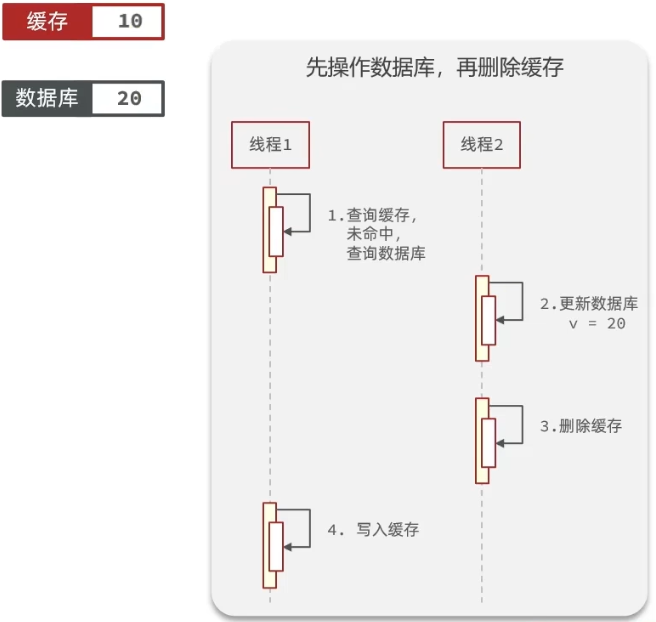 缓存 10
数据库 20
先操作数据库，再删除缓存
线程1
线程2
1.查询缓存，
未命中，
查询数据库
2.更新数据库
v = 20
3.删除缓存
4. 写入缓存